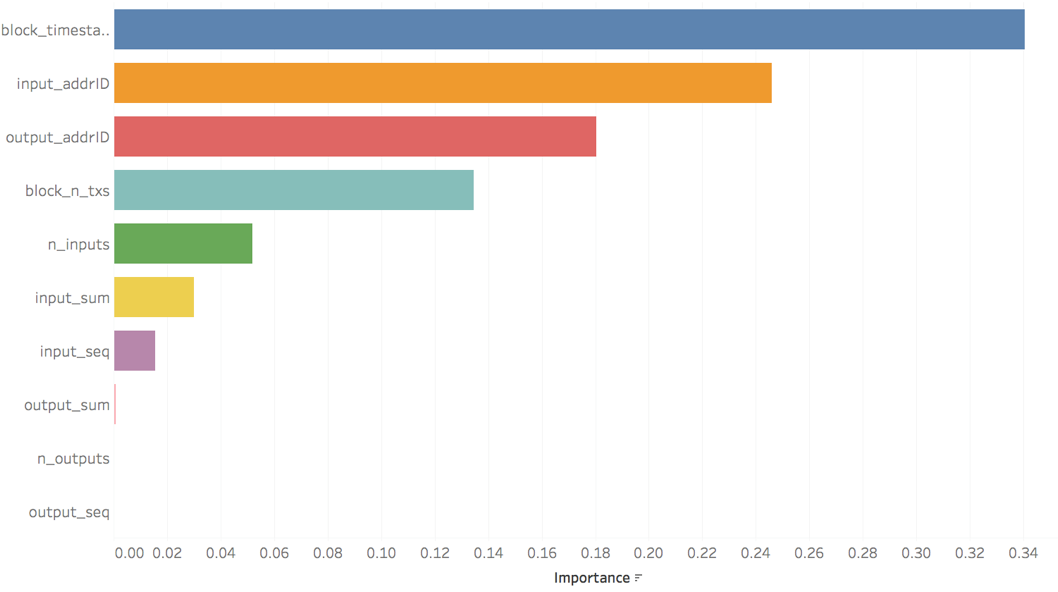 block_timesta..
input_addrID
output_addrID
block_n_txs
n_inputs
input_sum
input_seq
output_sum
n_outputs
output_seq
0.00 0.02 0.04 0.06 0.08 0.10 0.12 0.14 0.16 0.18 0.20 0.22 0.24 0.26 0.28 0.30 0.32 0.34
Importance